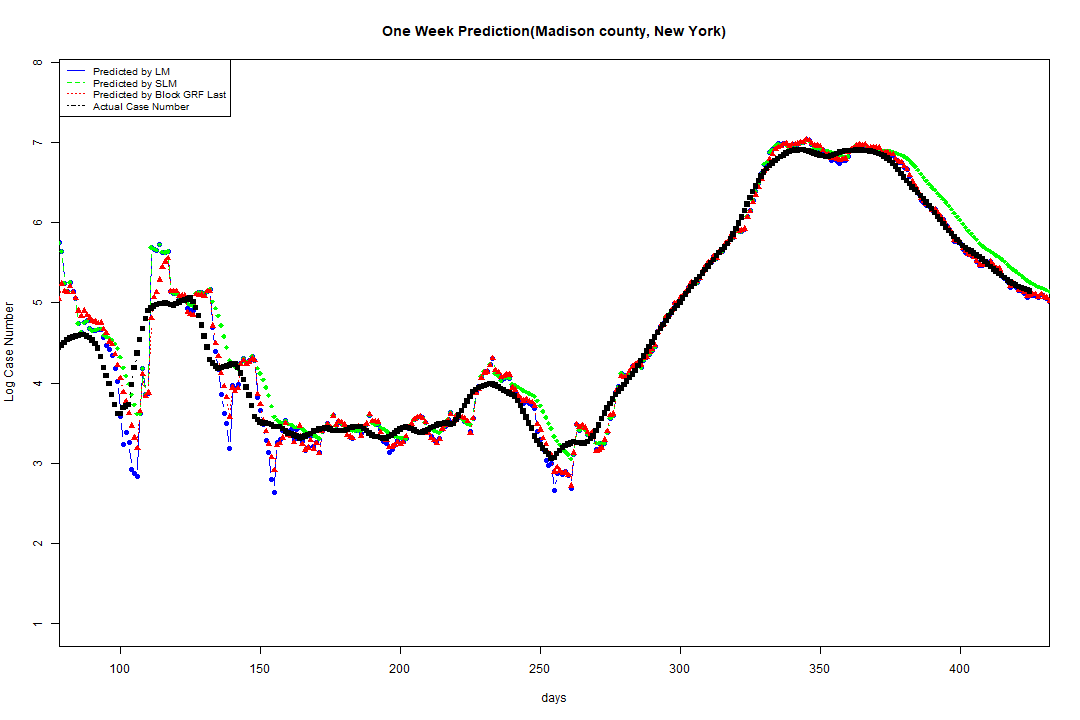 One Week Prediction(Madison county, New York)
Predicted by LM
Predicted by SLM
Predicted by Block GRF Last
Actual Case Number
8
7
6
5
4
3
2
1
Log Case Number
100 150 200 250 300 350 400
days